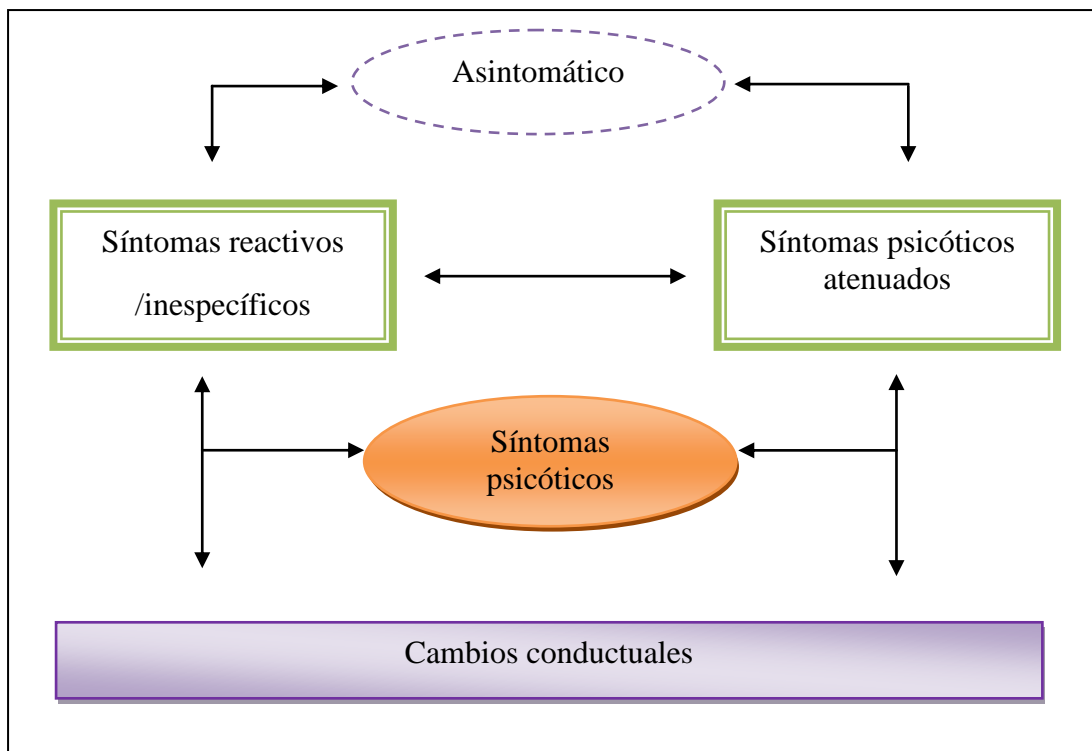 Asintomático
Síntomas reactivos
/inespecíficos
Síntomas psicóticos
atenuados
Síntomas
psicóticos
Cambios conductuales